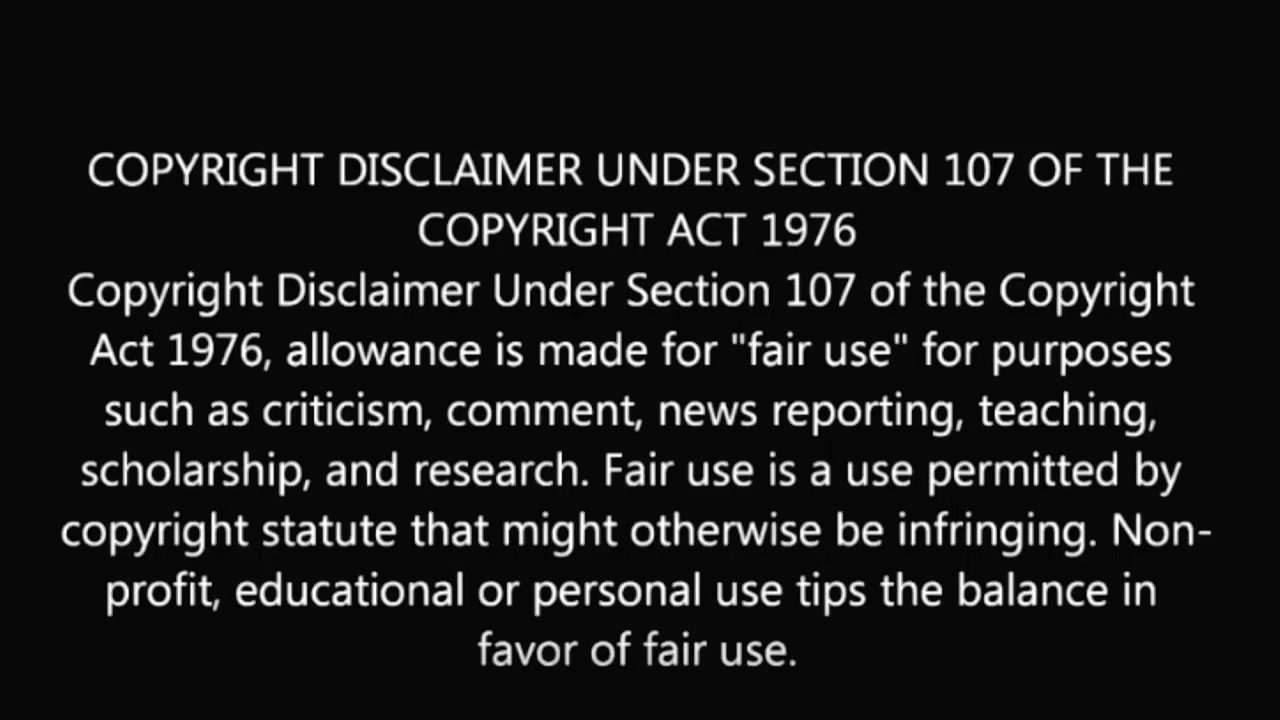 COPYRIGHT DISCLAIMER UNDER SECTION 107 OF THE
COPYRIGHT ACT 1976
Copyright Disclaimer Under Section 107 of the Copyright
Act 1976, allowance is made for "fair use" for purposes
such as criticism, comment, news reporting, teaching,
scholarship, and research. Fair use is a use permitted by
copyright statute that might otherwise be infringing. Non-
profit, educational or personal use tips the balance in
favor of fair use.